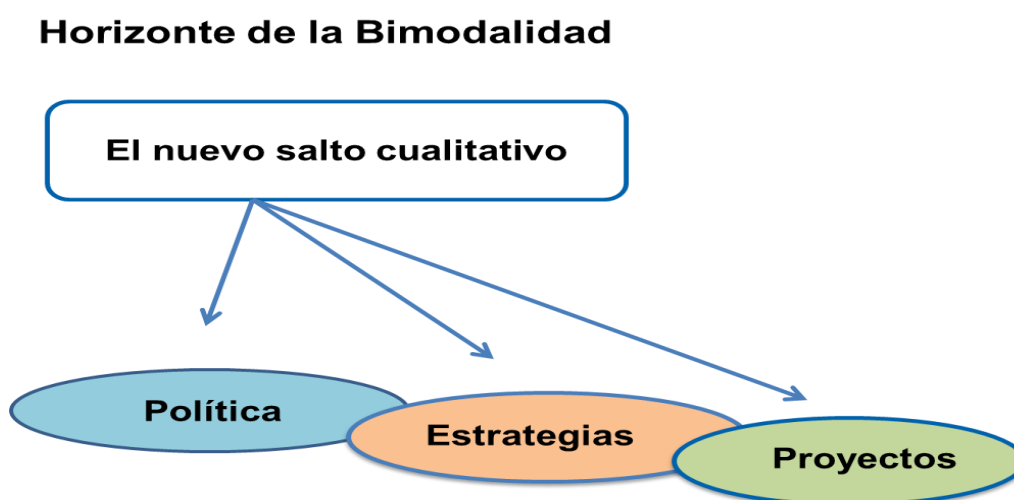 Horizonte de la Bimodalidad
El nuevo salto cualitativo
Política
Estrategias
Proyectos